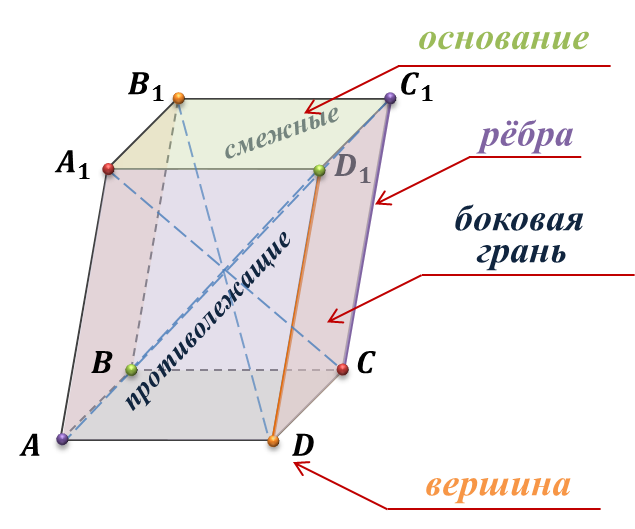 основание
B₁
C₁
смежные
рёбра
A₁
D₁
боковая
грань
противолежащие
B
C
A
D
вершина